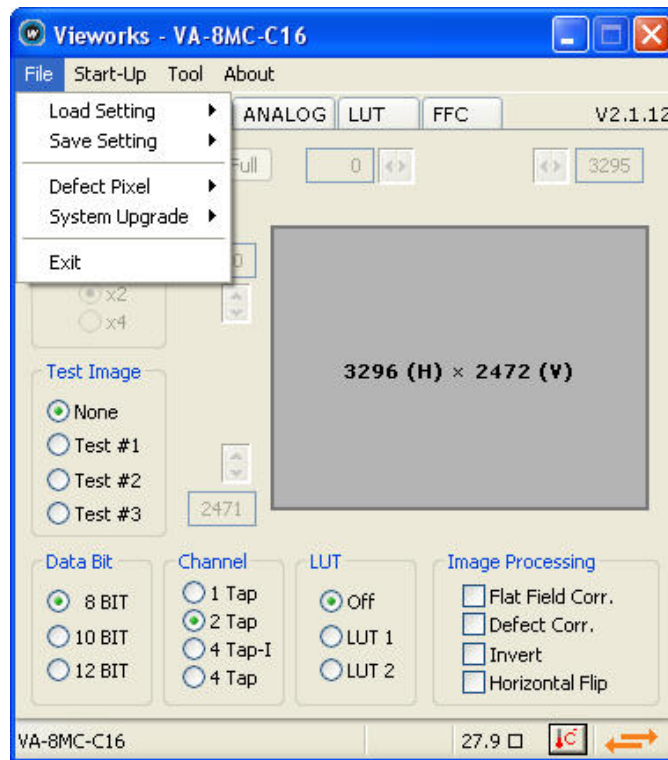 Vieworks - VA-8MC-C16
File Start-Up Tool About
Load Setting
Save Setting
Defect Pixel
System Upgrade
Exit
ANALOG LUT FFC V2.1.12
Full 0 3295
x2
x4
3296 (H) × 2472 (V)
Test Image
None
Test #1
Test #2
Test #3
2471
Data Bit
8 BIT
10 BIT
12 BIT
Channel
1 Tap
2 Tap
4 Tap-I
4 Tap
LUT
Off
LUT 1
LUT 2
Image Processing
Flat Field Corr.
Defect Corr.
Invert
Horizontal Flip
VA-8MC-C16 27.9 □ C